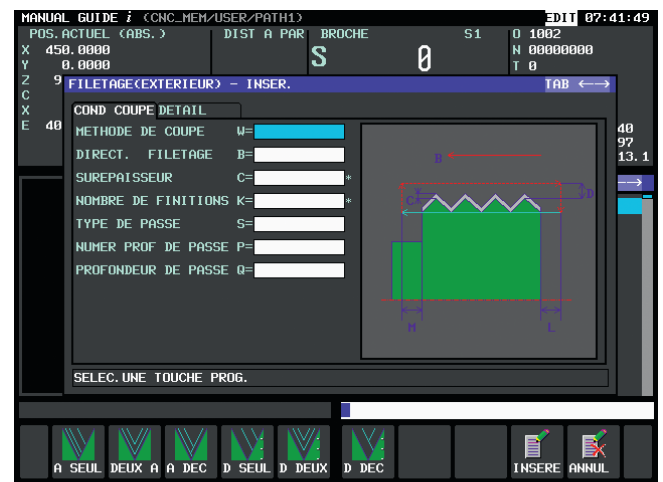 MANUAL GUIDE i (CNC_MEM/USER/PATH1) EDIT 07:41:49
POS.ACTUEL (ABS.) DIST A PAR BROCHE S1 O 1002
X 450.0000 S 0 N 00000000
Y 0.0000 T 0
Z 9
FILETAGE(EXTERIEUR) - INSER. TAB ←→
C
X COND COUPE DETAIL
E 40 METHODE DE COUPE W= 40
97
DIRECT. FILETAGE B= B 13.1
SUREPAISSEUR C= *
C D
NOMBRE DE FINITIONS K= *
TYPE DE PASSE S=
NUMER PROF DE PASSE P=
PROFONDEUR DE PASSE Q=
M L
SELEC.UNE TOUCHE PROG.
A SEUL DEUX A A DEC D SEUL D DEUX D DEC INSERE ANNUL